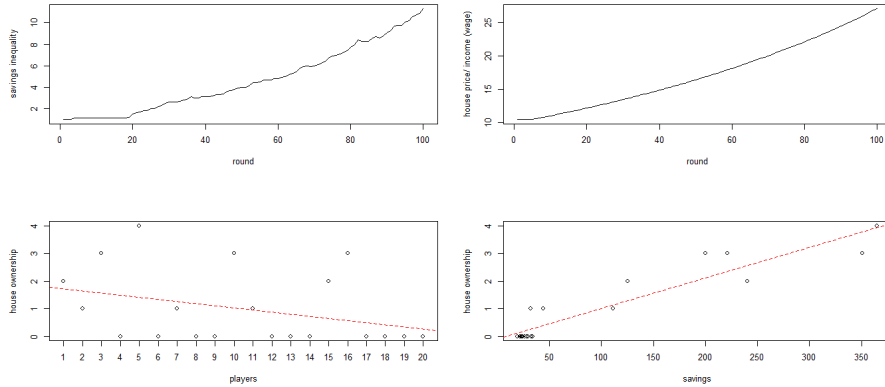 savings inequality
2 4 6 8 10
0 20 40 60 80 100
round
house price/ income (wage)
10 15 20 25
0 20 40 60 80 100
round
house ownership
0 1 2 3 4
1 2 3 4 5 6 7 8 9 10 11 12 13 14 15 16 17 18 19 20
players
house ownership
0 1 2 3 4
50 100 150 200 250 300 350
savings